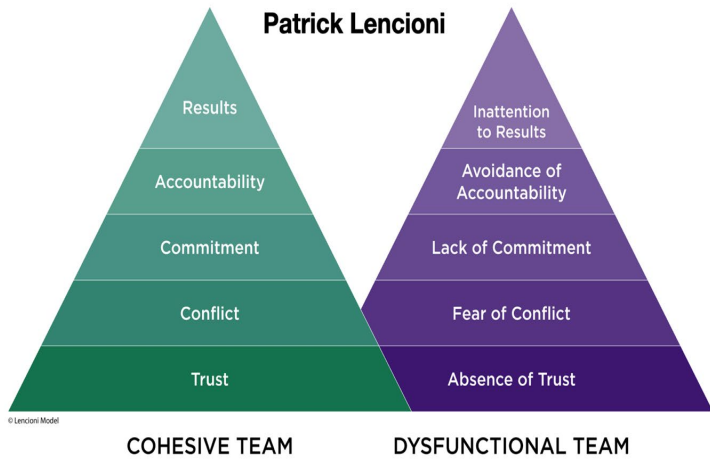 Patrick Lencioni
Results
Accountability
Commitment
Conflict
Trust
Inattention
to Results
Avoidance of
Accountability
Lack of Commitment
Fear of Conflict
Absence of Trust
© Lencioni Model
COHESIVE TEAM
DYSFUNCTIONAL TEAM